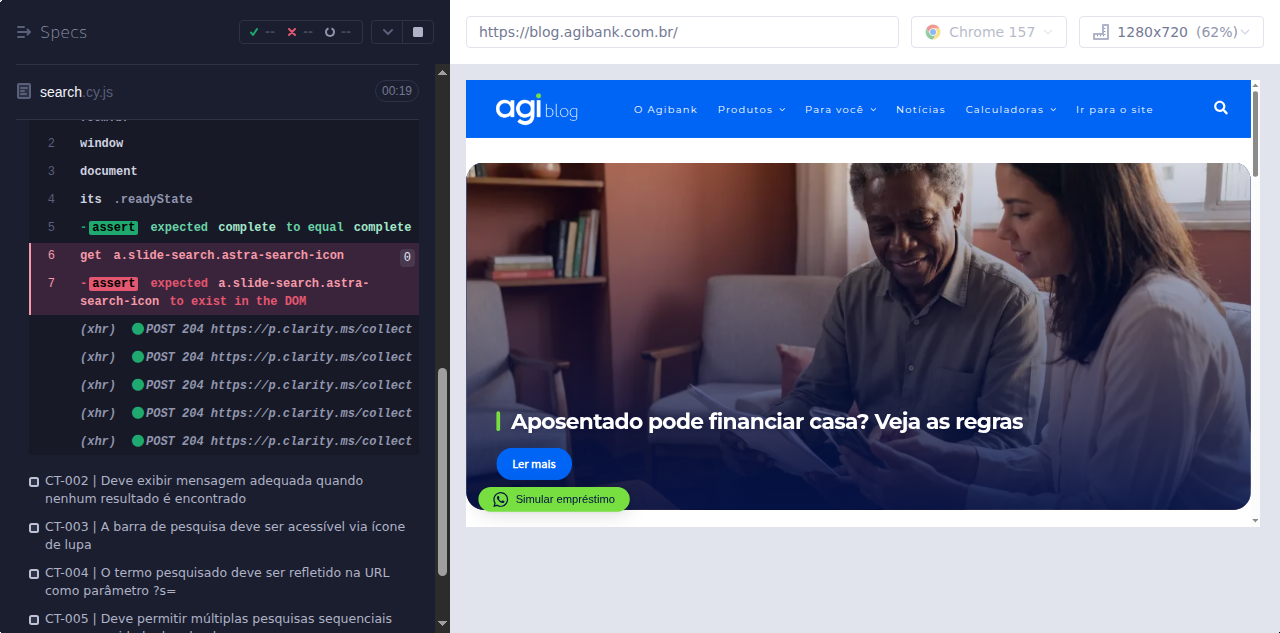 Specs
-- -- --
https://blog.agibank.com.br/
Chrome 157
1280x720 (62%)
search.cy.js
00:19
2 window
3 document
4 its .readyState
5 -assert expected complete to equal complete
6 get a.slide-search.astra-search-icon 0
7 -assert expected a.slide-search.astra-
search-icon to exist in the DOM
(xhr) POST 204 https://p.clarity.ms/collect
(xhr) POST 204 https://p.clarity.ms/collect
(xhr) POST 204 https://p.clarity.ms/collect
(xhr) POST 204 https://p.clarity.ms/collect
(xhr) POST 204 https://p.clarity.ms/collect
CT-002 | Deve exibir mensagem adequada quando
nenhum resultado é encontrado
CT-003 | A barra de pesquisa deve ser acessível via ícone
de lupa
CT-004 | O termo pesquisado deve ser refletido na URL
como parâmetro ?s=
CT-005 | Deve permitir múltiplas pesquisas sequenciais
agi blog
O Agibank Produtos Para você Notícias Calculadoras Ir para o site
Aposentado pode financiar casa? Veja as regras
Ler mais
Simular empréstimo